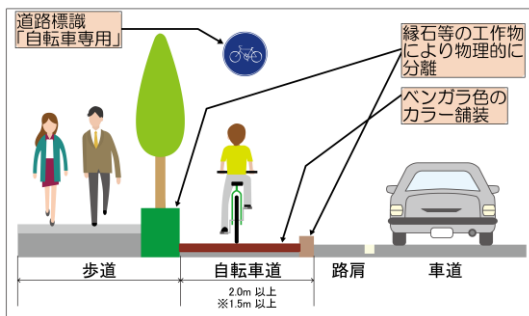 道路標識
「自転車専用」
縁石等の工作物
により物理的に
分離
ベンガラ色の
カラー舗装
歩道
自転車道
路肩
車道
2.0m 以上
※1.5m 以上